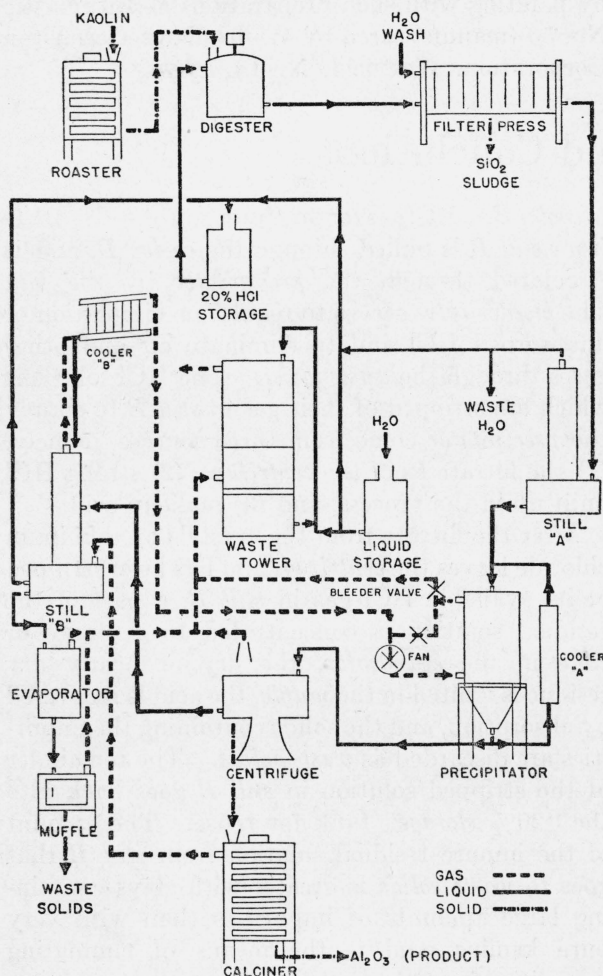 KAOLIN
ROASTER
DIGESTER
H₂O
WASH
FILTER PRESS
SiO₂
SLUDGE
20% HCl
STORAGE
COOLER
"B"
H₂O
WASTE
H₂O
STILL
"A"
WASTE
TOWER
LIQUID
STORAGE
BLEEDER VALVE
STILL
"B"
FAN
COOLER
"A"
EVAPORATOR
CENTRIFUGE
PRECIPITATOR
MUFFLE
WASTE
SOLIDS
GAS
LIQUID
SOLID
CALCINER
Al₂O₃ (PRODUCT)